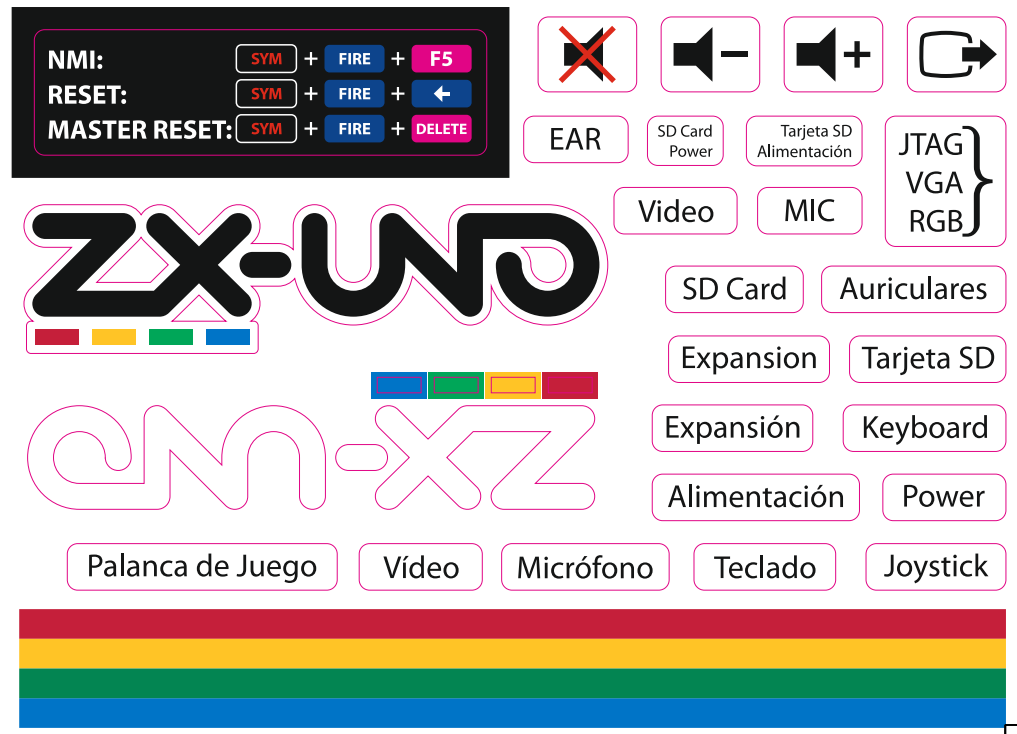 NMI: SYM + FIRE + F5
RESET: SYM + FIRE +
MASTER RESET: SYM + FIRE + DELETE
EAR
SD Card
Power
Tarjeta SD
Alimentación
JTAG
VGA
RGB
Video
MIC
ZX-UNO
SD Card
Auriculares
Expansion
Tarjeta SD
ZX-UNO
Expansión
Keyboard
Alimentación
Power
Palanca de Juego
Vídeo
Micrófono
Teclado
Joystick